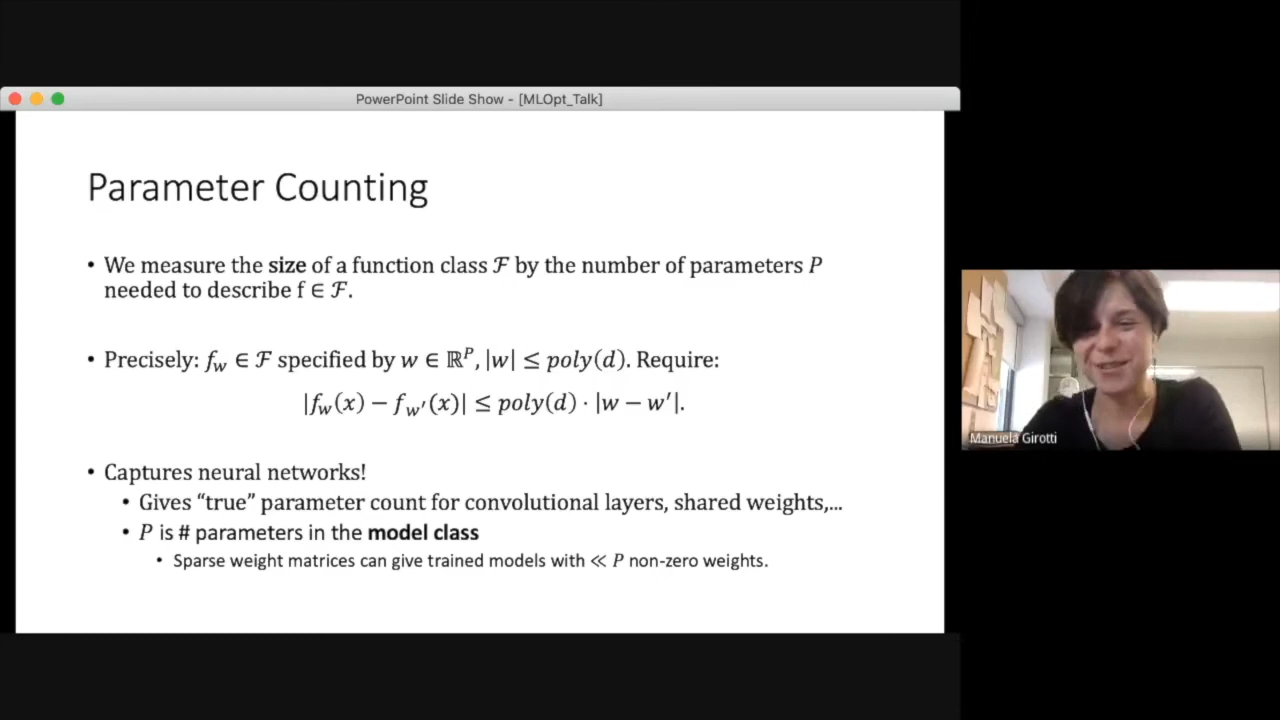 PowerPoint Slide Show - [MLOpt_Talk]
Parameter Counting
• We measure the size of a function class ℱ by the number of parameters 𝑃
needed to describe f ∈ ℱ.
• Precisely: 𝑓𝑤 ∈ ℱ specified by 𝑤 ∈ ℝ^𝑃, |𝑤| ≤ 𝑝𝑜𝑙𝑦(𝑑). Require:
|𝑓𝑤(𝑥) − 𝑓𝑤′(𝑥)| ≤ 𝑝𝑜𝑙𝑦(𝑑) · |𝑤 − 𝑤′|.
• Captures neural networks!
• Gives “true” parameter count for convolutional layers, shared weights,...
• 𝑃 is # parameters in the model class
• Sparse weight matrices can give trained models with ≪ 𝑃 non-zero weights.
Manuela Girotti